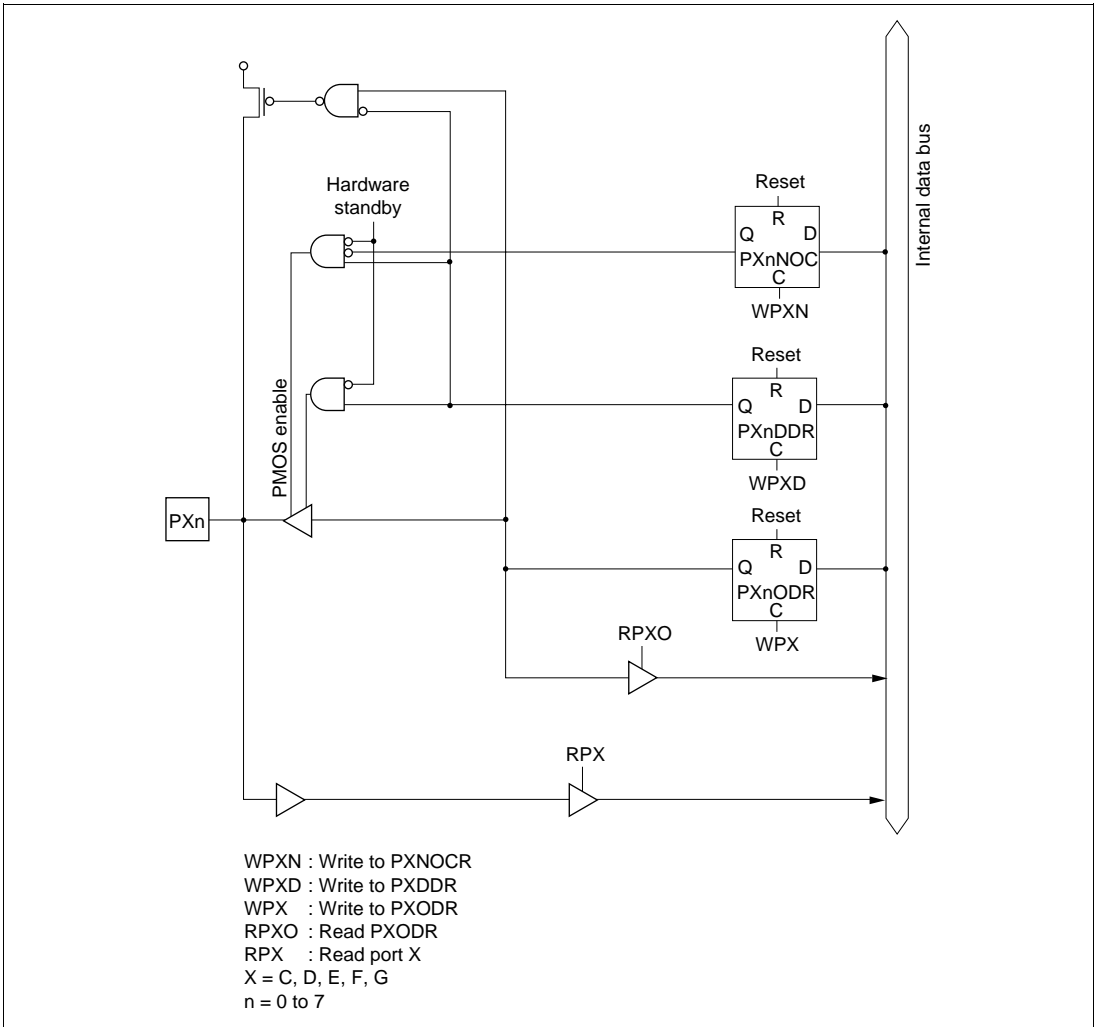 Internal data bus
Hardware
standby
Reset
R
Q D
PXnNOC
C
WPXN
PMOS enable
Reset
R
Q D
PXnDDR
C
WPXD
PXn
Reset
R
Q D
PXnODR
C
WPX
RPXO
RPX
WPXN : Write to PXNOCR
WPXD : Write to PXDDR
WPX : Write to PXODR
RPXO : Read PXODR
RPX : Read port X
X = C, D, E, F, G
n = 0 to 7